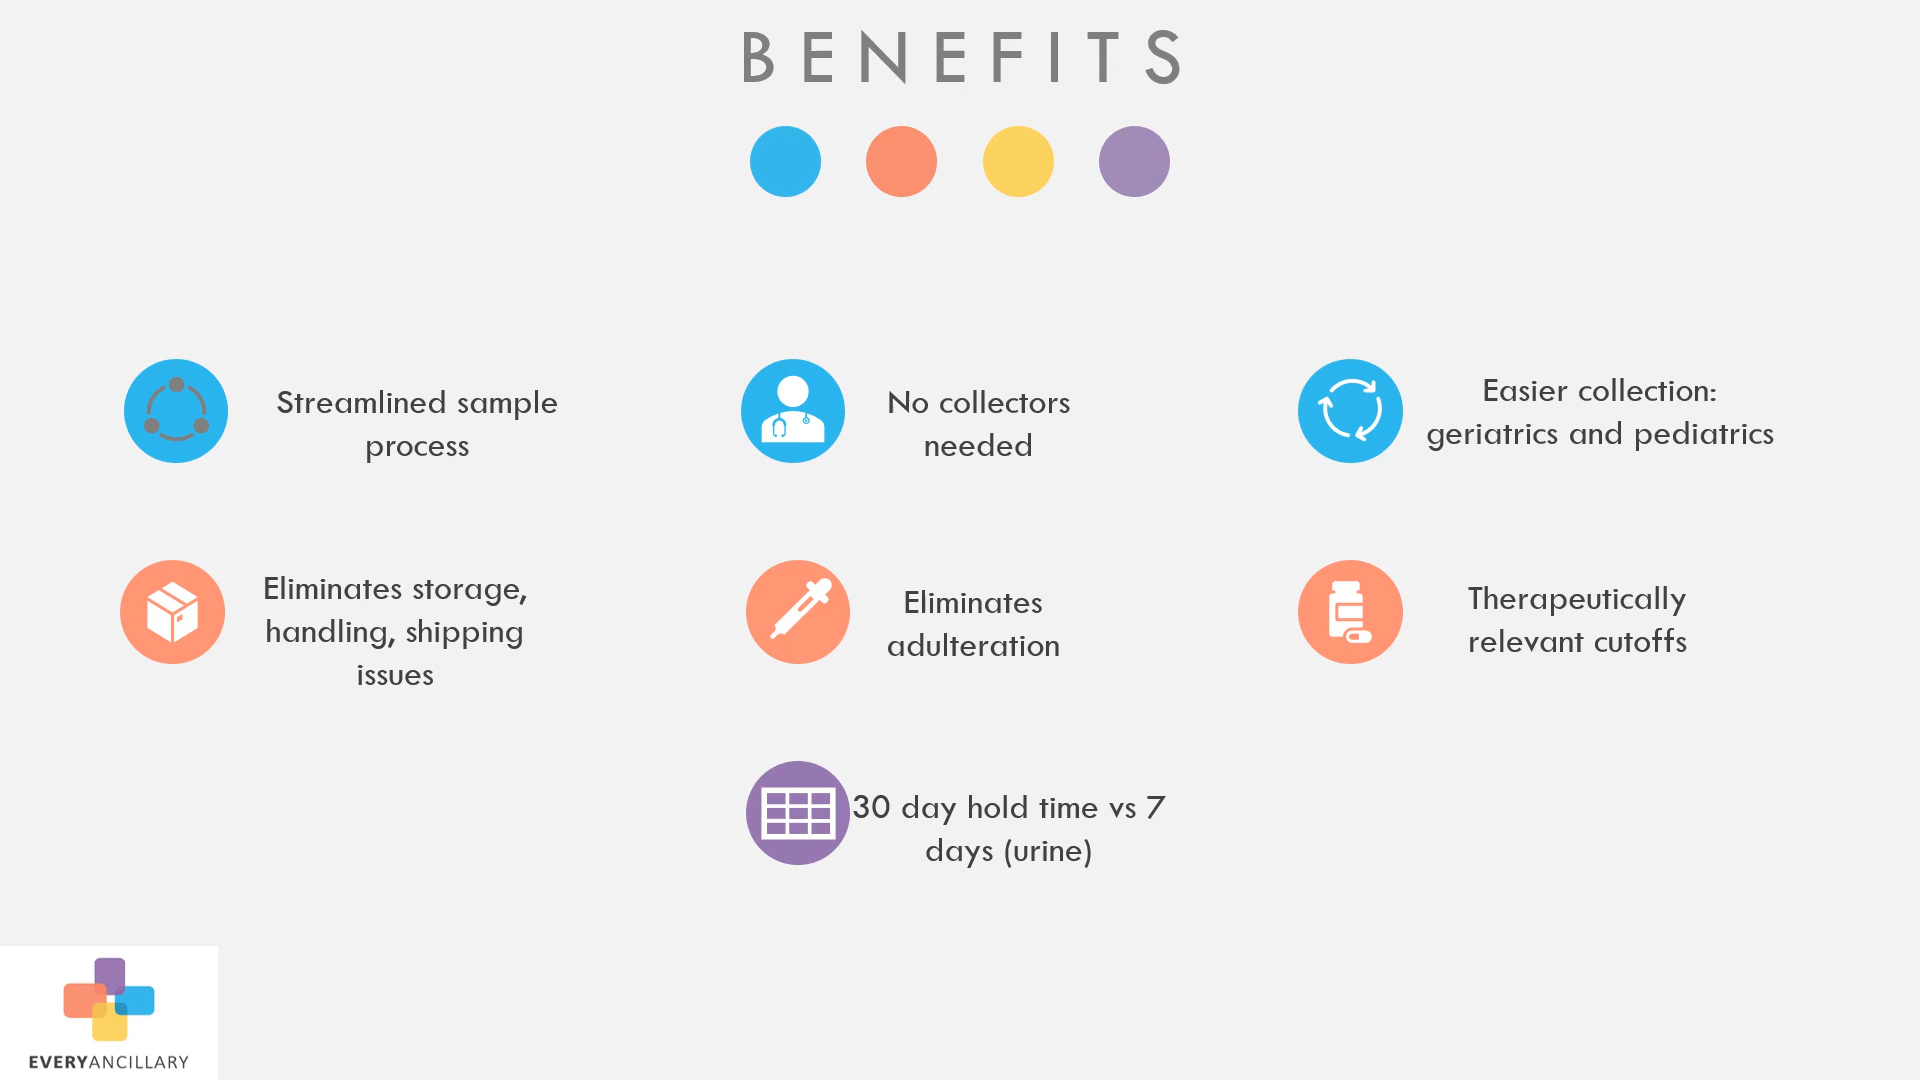 BENEFITS
Streamlined sample
process
No collectors
needed
Easier collection:
geriatrics and pediatrics
Eliminates storage,
handling, shipping
issues
Eliminates
adulteration
Therapeutically
relevant cutoffs
30 day hold time vs 7
days (urine)
EVERYANCILLARY